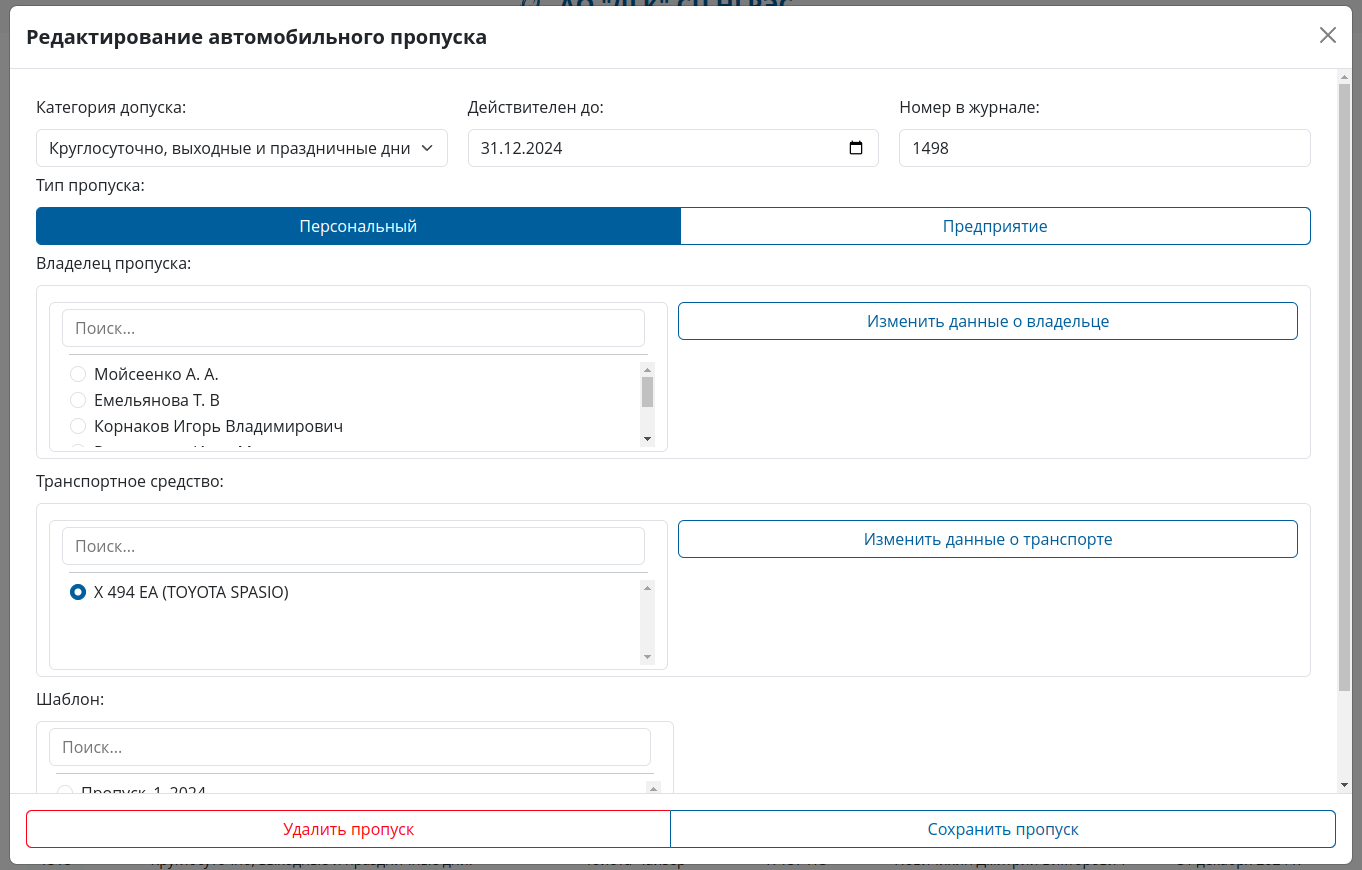 Редактирование автомобильного пропуска
Категория допуска:
Действителен до:
Номер в журнале:
Круглосуточно, выходные и праздничные дни
31.12.2024
1498
Тип пропуска:
Персональный
Предприятие
Владелец пропуска:
Поиск...
Изменить данные о владельце
Мойсеенко А. А.
Емельянова Т. В
Корнаков Игорь Владимирович
Транспортное средство:
Поиск...
Изменить данные о транспорте
Х 494 ЕА (TOYOTA SPASIO)
Шаблон:
Поиск...
Пропуск, 1, 2024
Удалить пропуск
Сохранить пропуск